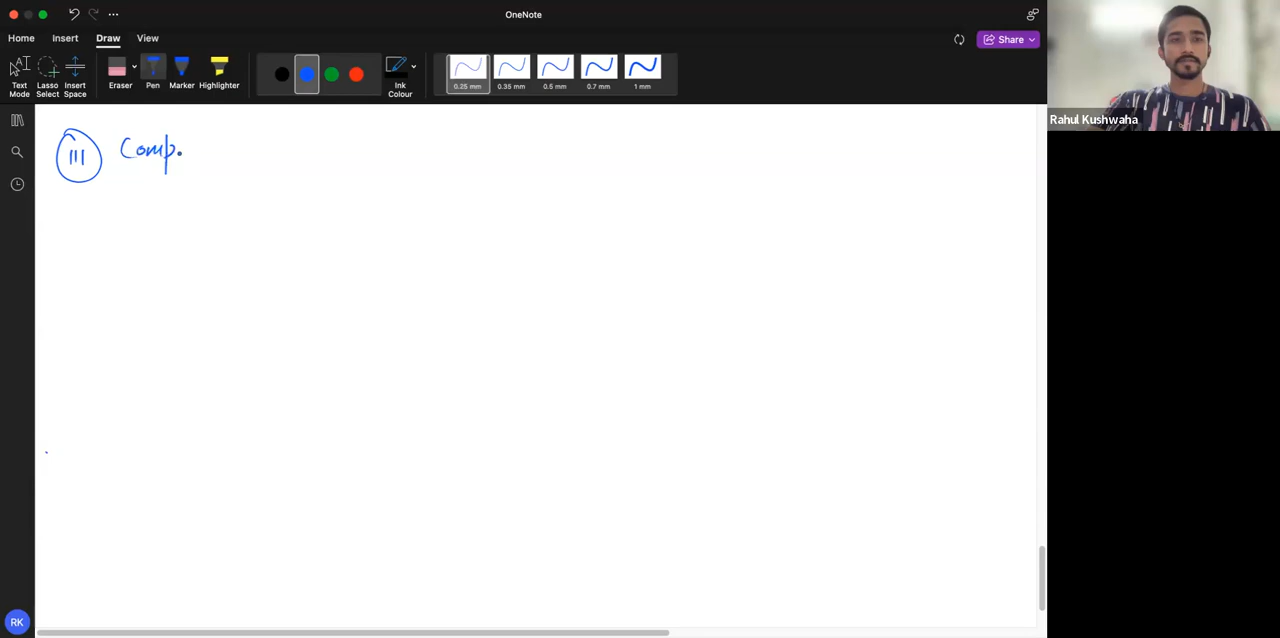 OneNote
Home Insert Draw View
Share
Text Mode
Lasso Select
Insert Space
Eraser
Pen
Marker
Highlighter
Ink Colour
0.25 mm
0.35 mm
0.5 mm
0.7 mm
1 mm
Rahul Kushwaha
III Comp.
RK